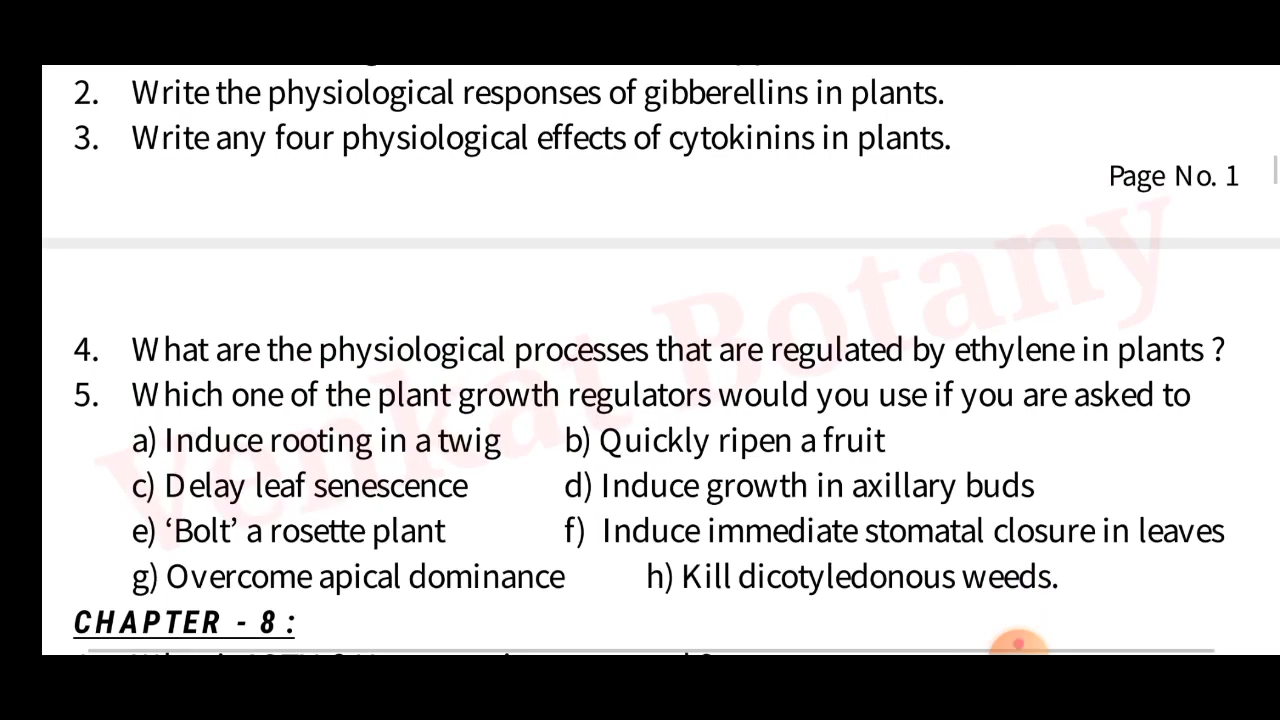 2. Write the physiological responses of gibberellins in plants.
3. Write any four physiological effects of cytokinins in plants.
Page No. 1
Venkat Botany
4. What are the physiological processes that are regulated by ethylene in plants ?
5. Which one of the plant growth regulators would you use if you are asked to
a) Induce rooting in a twig b) Quickly ripen a fruit
c) Delay leaf senescence d) Induce growth in axillary buds
e) ‘Bolt’ a rosette plant f) Induce immediate stomatal closure in leaves
g) Overcome apical dominance h) Kill dicotyledonous weeds.
CHAPTER - 8 :